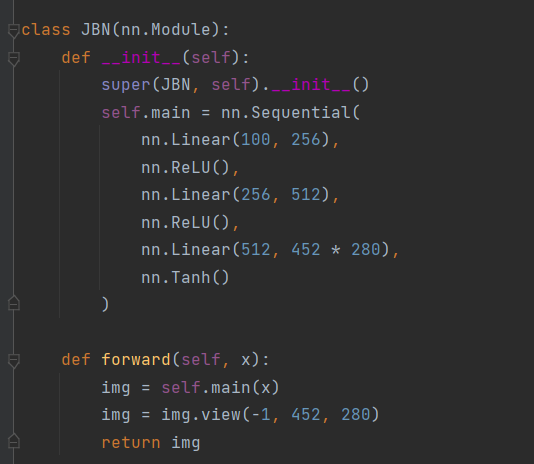 class JBN(nn.Module):
    def __init__(self):
        super(JBN, self).__init__()
        self.main = nn.Sequential(
            nn.Linear(100, 256),
            nn.ReLU(),
            nn.Linear(256, 512),
            nn.ReLU(),
            nn.Linear(512, 452 * 280),
            nn.Tanh()
        )
    def forward(self, x):
        img = self.main(x)
        img = img.view(-1, 452, 280)
        return img